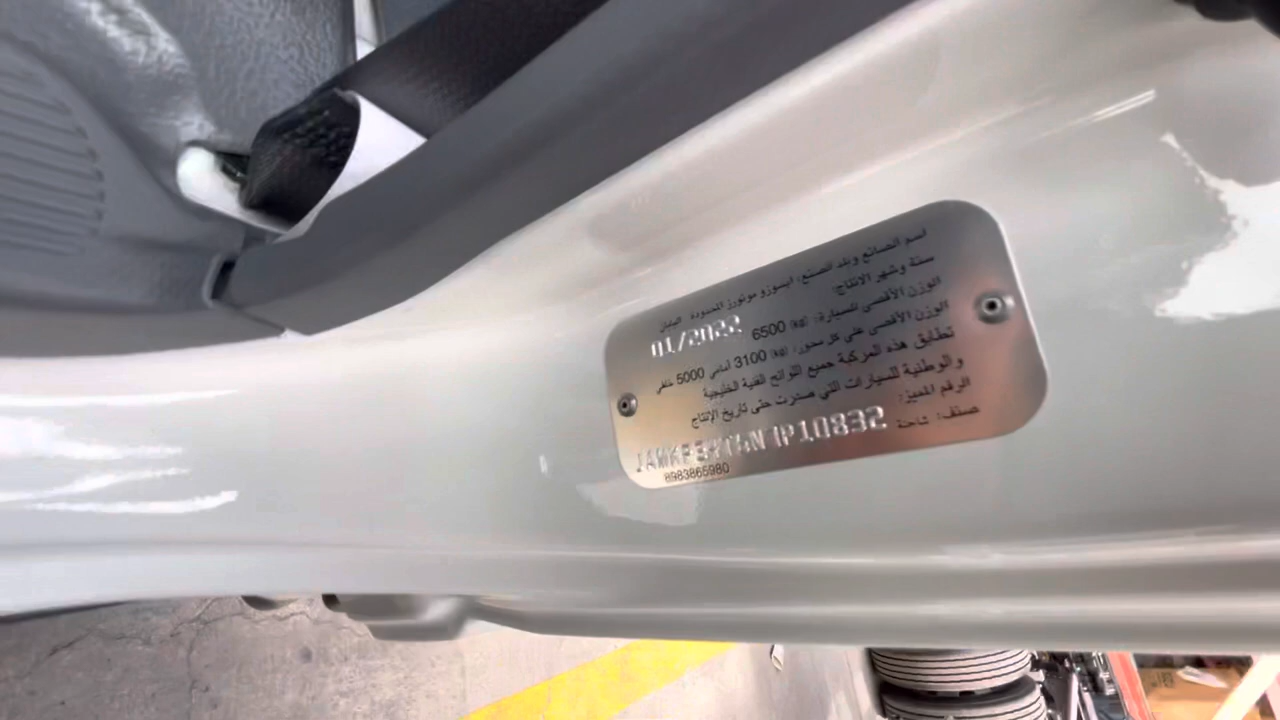 اسم الصانع وبلد الصنع: ايسوزو موتورز المحدودة اليابان
سنة وشهر الانتاج: 01/2022
الوزن الأقصى للسيارة: (kg) 6500
الوزن الأقصى على كل محور: (kg) 3100 أمامي 5000 خلفي
تطابق هذه المركبة جميع اللوائح الفنية الخليجية
والوطنية للسيارات التي صدرت حتى تاريخ الإنتاج
الرقم المميز:
صنف: شاحنة
8983865980